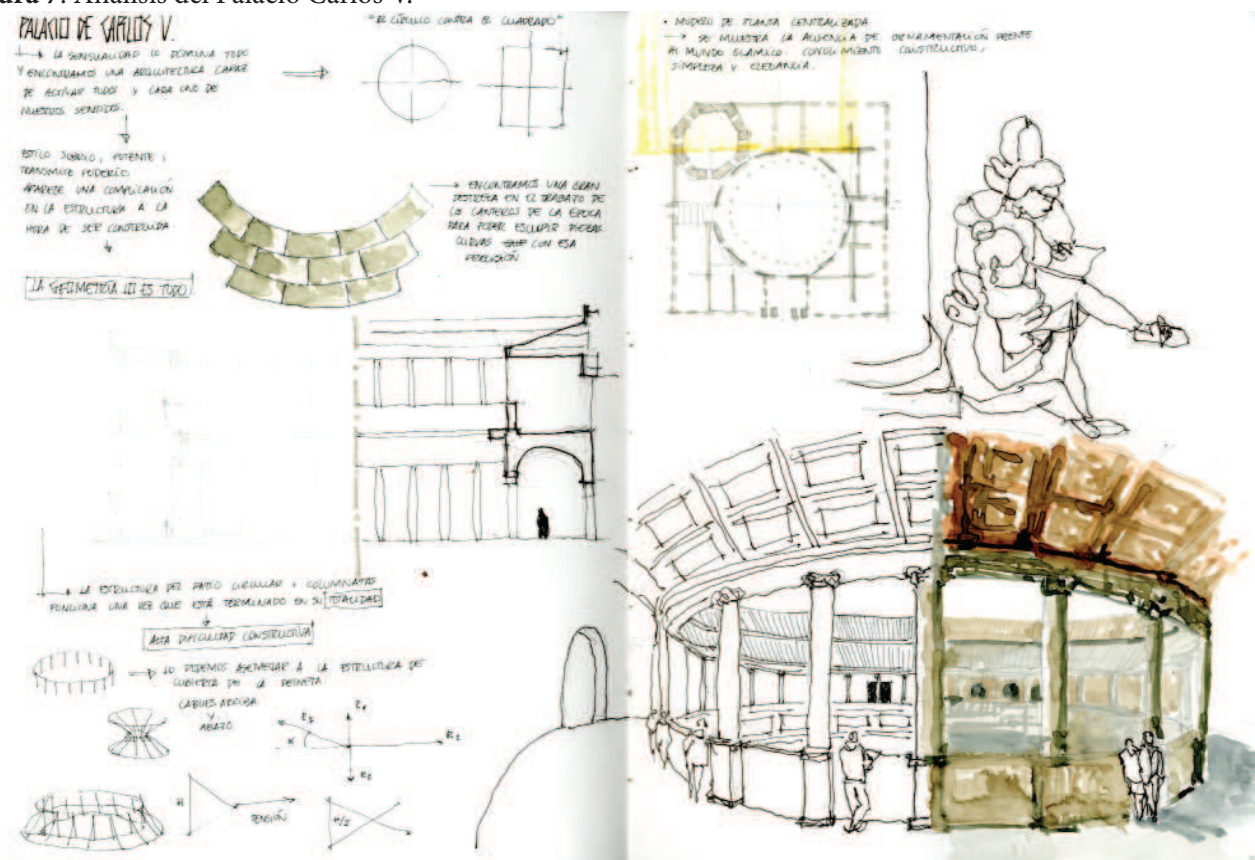 ura 7. Análisis del Palacio Carlos V.
PALACIO DE CARLOS V.
LA SENSUALIDAD LO DOMINA TODO
Y ENCONTRAMOS UNA ARQUITECTURA CAPAZ
DE ACTIVAR TODOS Y CADA UNO DE
NUESTROS SENTIDOS.
ESTILO SOBRIO, POTENTE,
TRANSMITE PODERÍO
APARECE UNA COMPLICACIÓN
EN LA ESTRUCTURA A LA
HORA DE SER CONSTRUIDA
LA GEOMETRÍA ES TODO
"EL CÍRCULO CONTRA EL CUADRADO"
ENCONTRAMOS UNA GRAN
DESTREZA EN EL TRABAJO DE
LOS CANTEROS DE LA ÉPOCA
PARA PODER ESCULPIR PIEZAS
CURVAS CON ESA
PRECISIÓN.
LA ESTRUCTURA DEL PATIO CIRCULAR + COLUMNATAS
FUNCIONA UNA VEZ QUE ESTÁ TERMINADO EN SU TOTALIDAD
ALTA DIFICULTAD CONSTRUCTIVA
LO PODEMOS ASEMEJAR A LA ESTRUCTURA DE
CUBIERTA DE LA PEINETA
CABLES ARRIBA
Y
ABAJO
H
TENSIÓN
H/2
• MODELO DE PLANTA CENTRALIZADA
SE MUESTRA LA AUSENCIA DE ORNAMENTACIÓN FRENTE
AL MUNDO ISLÁMICO. CONOCIMIENTO CONSTRUCTIVO,
SIMPLEZA Y ELEGANCIA.